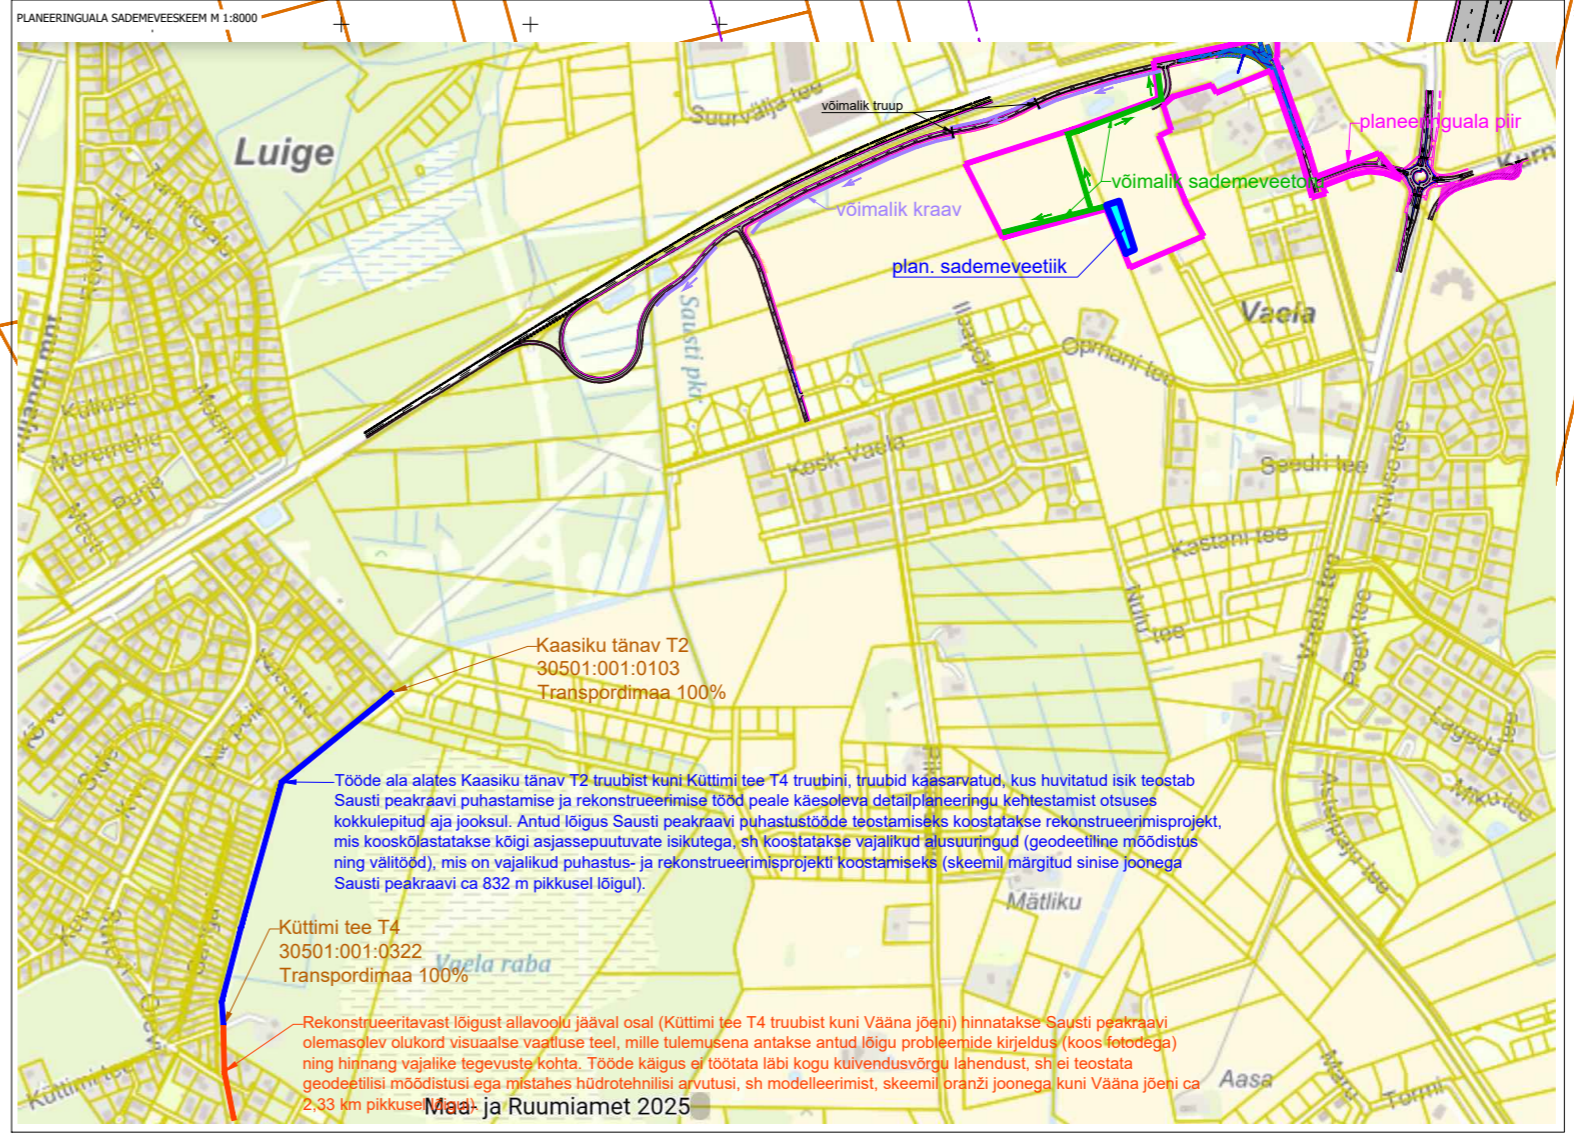 PLANEERINGUALA SADEMEVEESKEEM M 1:8000
Suurvälja tee
võimalik truup
Luige
planeeringuala piir
Kurn
võimalik sademeveetoru
võimalik kraav
plan. sademeveetiik
Sausti pkr
Vaela
Opmani tee
Viljandi mnt
Külluse
Meremehe
Kesk Vaela
Seedri tee
Kuuse tee
Kastani tee
Nulu tee
Vaela tee
Kaasiku
Kaasiku tänav T2
30501:001:0103
Transpordimaa 100%
Lageda tee
Tööde ala alates Kaasiku tänav T2 truubist kuni Küttimi tee T4 truubini, truubid kaasarvatud, kus huvitatud isik teostab
Sausti peakraavi puhastamise ja rekonstrueerimise tööd peale käesoleva detailplaneeringu kehtestamist otsuses
kokkulepitud aja jooksul. Antud lõigus Sausti peakraavi puhastustööde teostamiseks koostatakse rekonstrueerimisprojekt,
mis kooskõlastatakse kõigi asjassepuutuvate isikutega, sh koostatakse vajalikud alusuuringud (geodeetiline mõõdistus
ning välitööd), mis on vajalikud puhastus- ja rekonstrueerimisprojekti koostamiseks (skeemil märgitud sinise joonega
Sausti peakraavi ca 832 m pikkusel lõigul).
Mätliku
Küttimi tee T4
30501:001:0322
Transpordimaa 100%
Vaela raba
Rekonstrueeritavast lõigust allavoolu jääval osal (Küttimi tee T4 truubist kuni Vääna jõeni) hinnatakse Sausti peakraavi
olemasolev olukord visuaalse vaatluse teel, mille tulemusena antakse antud lõigu probleemide kirjeldus (koos fotodega)
ning hinnang vajalike tegevuste kohta. Tööde käigus ei töötata läbi kogu kuivendusvõrgu lahendust, sh ei teostata
geodeetilisi mõõdistusi ega mistahes hüdrotehnilisi arvutusi, sh modelleerimist, skeemil oranži joonega kuni Vääna jõeni ca
2,33 km pikkusel lõigul).
Küttimi tee
Aasa
Tormi
Maa- ja Ruumiamet 2025